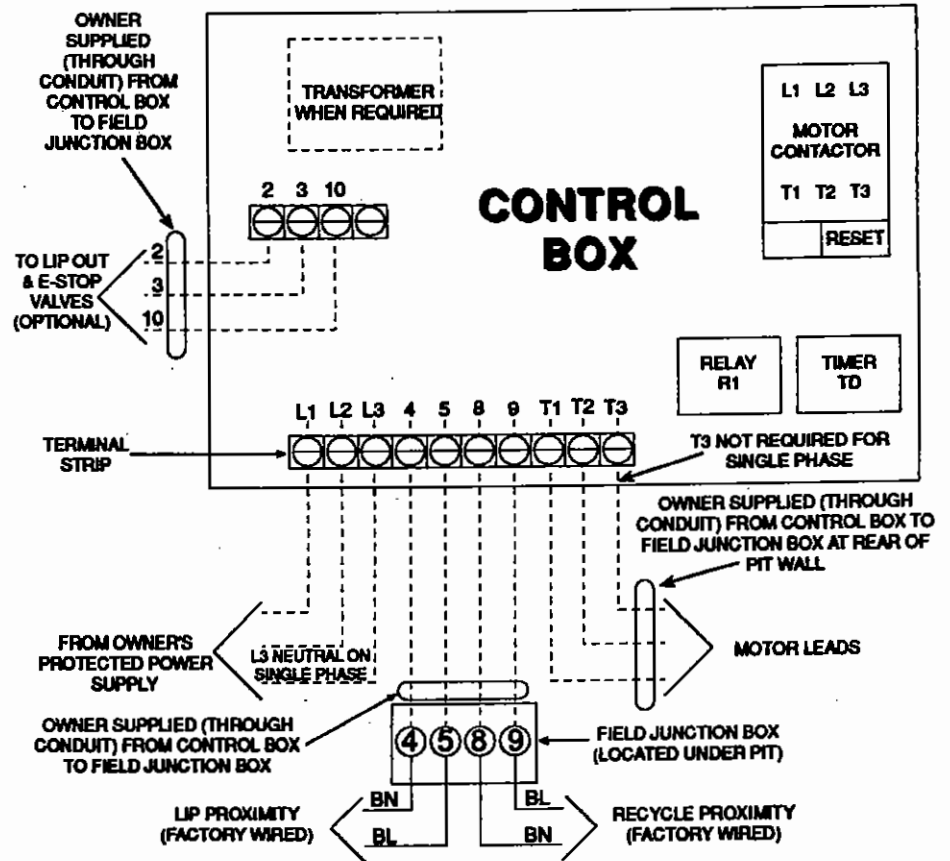 OWNER
SUPPLIED
(THROUGH
CONDUIT) FROM
CONTROL BOX
TO FIELD
JUNCTION BOX
TRANSFORMER
WHEN REQUIRED
L1 L2 L3
MOTOR
CONTACTOR
T1 T2 T3
RESET
CONTROL
BOX
2 3 10
TO LIP OUT
& E-STOP
VALVES
(OPTIONAL)
2
3
10
RELAY
R1
TIMER
TD
L1 L2 L3 4 5 8 9 T1 T2 T3
TERMINAL
STRIP
T3 NOT REQUIRED FOR
SINGLE PHASE
OWNER SUPPLIED (THROUGH
CONDUIT) FROM CONTROL BOX TO
FIELD JUNCTION BOX AT REAR OF
PIT WALL
FROM OWNER'S
PROTECTED POWER
SUPPLY
L3 NEUTRAL ON
SINGLE PHASE
MOTOR LEADS
OWNER SUPPLIED (THROUGH
CONDUIT) FROM CONTROL BOX
TO FIELD JUNCTION BOX
4 5 8 9
FIELD JUNCTION BOX
(LOCATED UNDER PIT)
LIP PROXIMITY
(FACTORY WIRED)
BN
BL
BL
BN
RECYCLE PROXIMITY
(FACTORY WIRED)